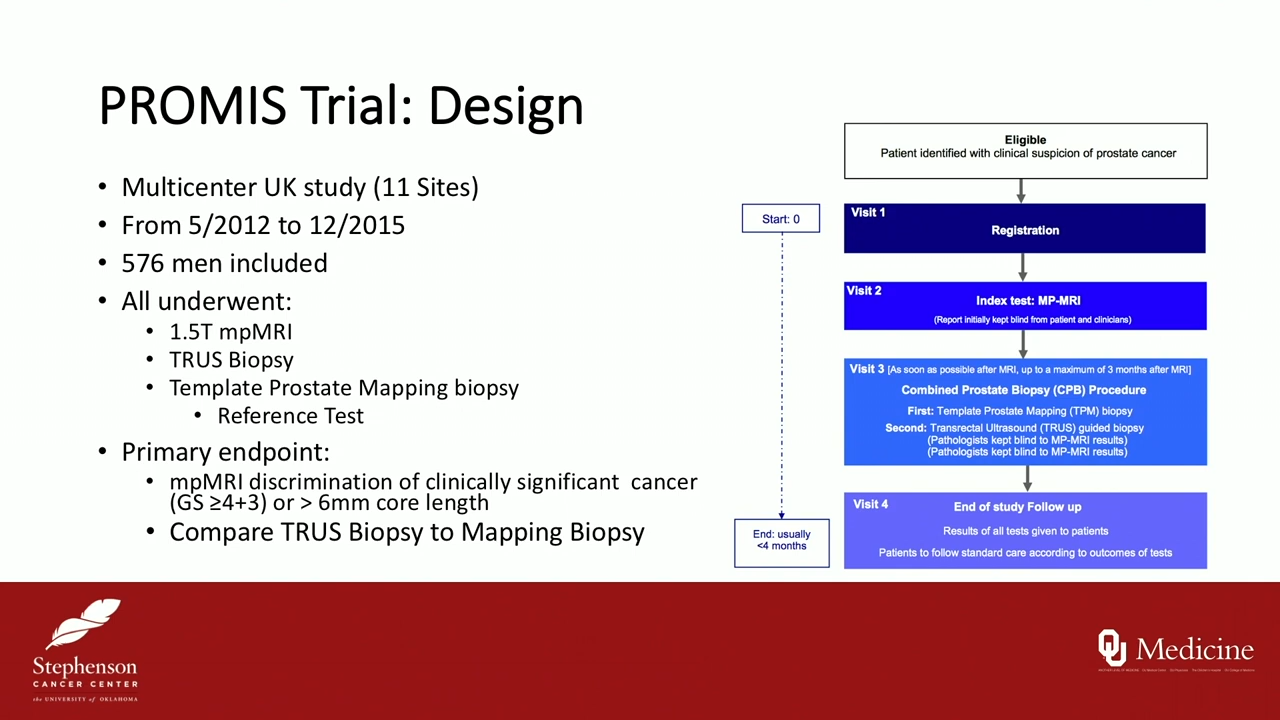 PROMIS Trial: Design
• Multicenter UK study (11 Sites)
• From 5/2012 to 12/2015
• 576 men included
• All underwent:
• 1.5T mpMRI
• TRUS Biopsy
• Template Prostate Mapping biopsy
• Reference Test
• Primary endpoint:
• mpMRI discrimination of clinically significant cancer
(GS ≥4+3) or > 6mm core length
• Compare TRUS Biopsy to Mapping Biopsy
Start: 0
End: usually
<4 months
Eligible
Patient identified with clinical suspicion of prostate cancer
Visit 1
Registration
Visit 2
Index test: MP-MRI
(Report initially kept blind from patient and clinicians)
Visit 3 [As soon as possible after MRI, up to a maximum of 3 months after MRI]
Combined Prostate Biopsy (CPB) Procedure
First: Template Prostate Mapping (TPM) biopsy
Second: Transrectal Ultrasound (TRUS) guided biopsy
(Pathologists kept blind to MP-MRI results)
(Pathologists kept blind to MP-MRI results)
Visit 4
End of study Follow up
Results of all tests given to patients
Patients to follow standard care according to outcomes of tests
Stephenson
CANCER CENTER
the UNIVERSITY of OKLAHOMA
OU Medicine